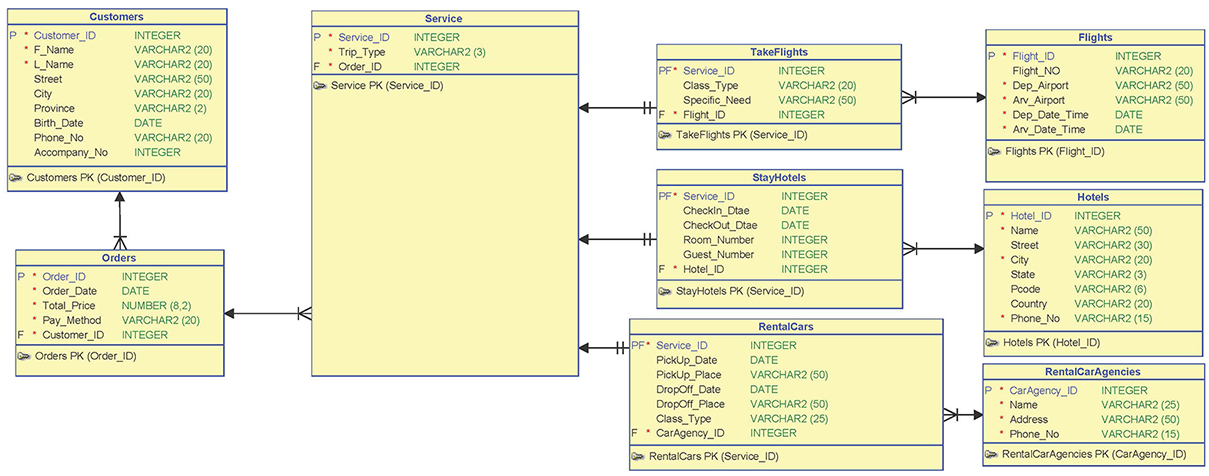 Customers
P * Customer_ID INTEGER
* F_Name VARCHAR2 (20)
* L_Name VARCHAR2 (20)
Street VARCHAR2 (50)
City VARCHAR2 (20)
Province VARCHAR2 (2)
Birth_Date DATE
Phone_No VARCHAR2 (20)
Accompany_No INTEGER
Customers PK (Customer_ID)
Orders
P * Order_ID INTEGER
* Order_Date DATE
* Total_Price NUMBER (8,2)
* Pay_Method VARCHAR2 (20)
F * Customer_ID INTEGER
Orders PK (Order_ID)
Service
P * Service_ID INTEGER
* Trip_Type VARCHAR2 (3)
F * Order_ID INTEGER
Service PK (Service_ID)
TakeFlights
PF* Service_ID INTEGER
Class_Type VARCHAR2 (20)
Specific_Need VARCHAR2 (50)
F * Flight_ID INTEGER
TakeFlights PK (Service_ID)
StayHotels
PF* Service_ID INTEGER
CheckIn_Dtae DATE
CheckOut_Dtae DATE
Room_Number INTEGER
Guest_Number INTEGER
F * Hotel_ID INTEGER
StayHotels PK (Service_ID)
RentalCars
PF* Service_ID INTEGER
PickUp_Date DATE
PickUp_Place VARCHAR2 (50)
DropOff_Date DATE
DropOff_Place VARCHAR2 (50)
Class_Type VARCHAR2 (25)
F * CarAgency_ID INTEGER
RentalCars PK (Service_ID)
Flights
P * Flight_ID INTEGER
Flight_NO VARCHAR2 (20)
* Dep_Airport VARCHAR2 (50)
* Arv_Airport VARCHAR2 (50)
* Dep_Date_Time DATE
* Arv_Date_Time DATE
Flights PK (Flight_ID)
Hotels
P * Hotel_ID INTEGER
* Name VARCHAR2 (50)
Street VARCHAR2 (30)
* City VARCHAR2 (20)
State VARCHAR2 (3)
Pcode VARCHAR2 (6)
Country VARCHAR2 (20)
* Phone_No VARCHAR2 (15)
Hotels PK (Hotel_ID)
RentalCarAgencies
P * CarAgency_ID INTEGER
* Name VARCHAR2 (25)
* Address VARCHAR2 (50)
* Phone_No VARCHAR2 (15)
RentalCarAgencies PK (CarAgency_ID)